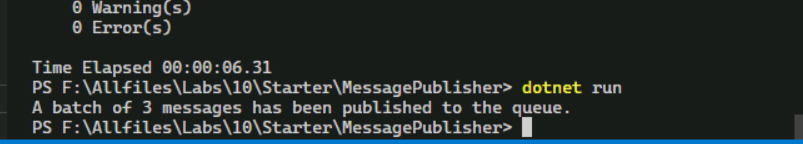 0 Warning(s)
0 Error(s)
Time Elapsed 00:00:06.31
PS F:\Allfiles\Labs\10\Starter\MessagePublisher> dotnet run
A batch of 3 messages has been published to the queue.
PS F:\Allfiles\Labs\10\Starter\MessagePublisher>